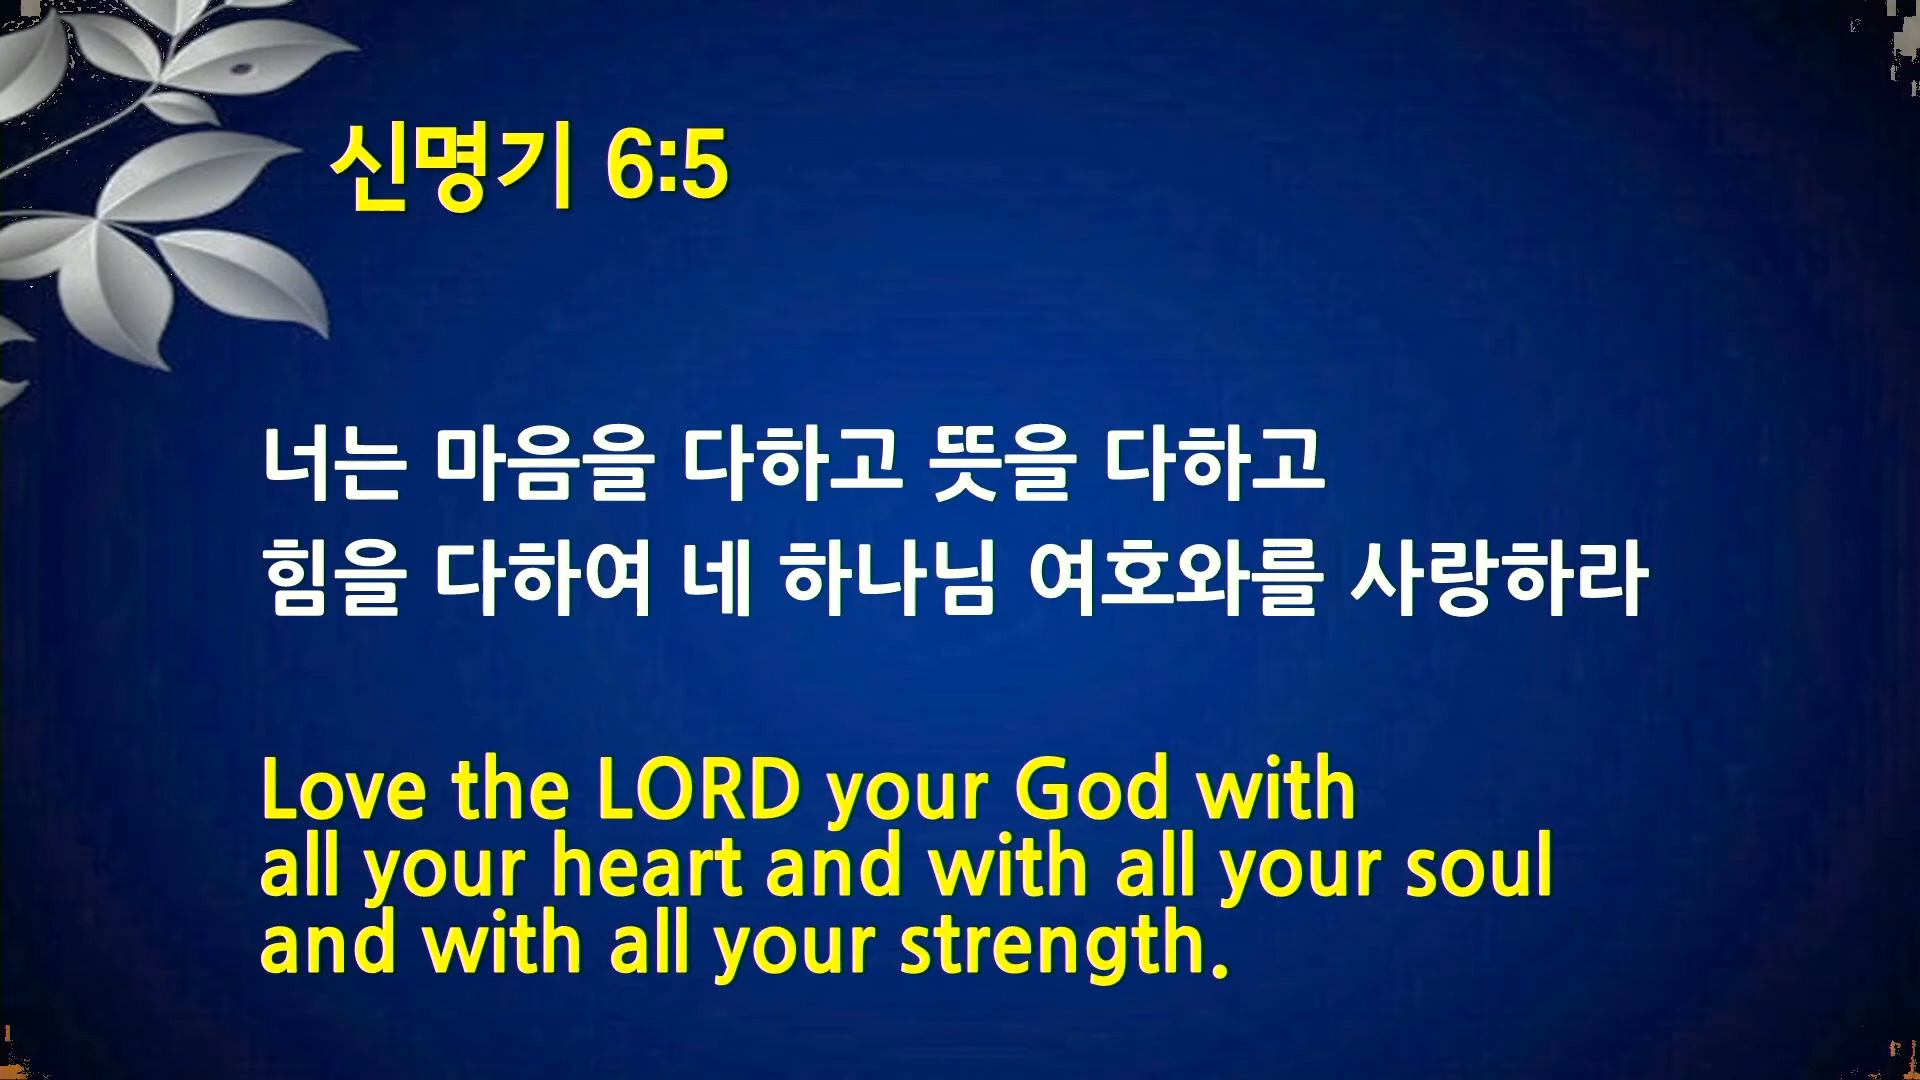 신명기 6:5
너는 마음을 다하고 뜻을 다하고
힘을 다하여 네 하나님 여호와를 사랑하라
Love the LORD your God with
all your heart and with all your soul
and with all your strength.